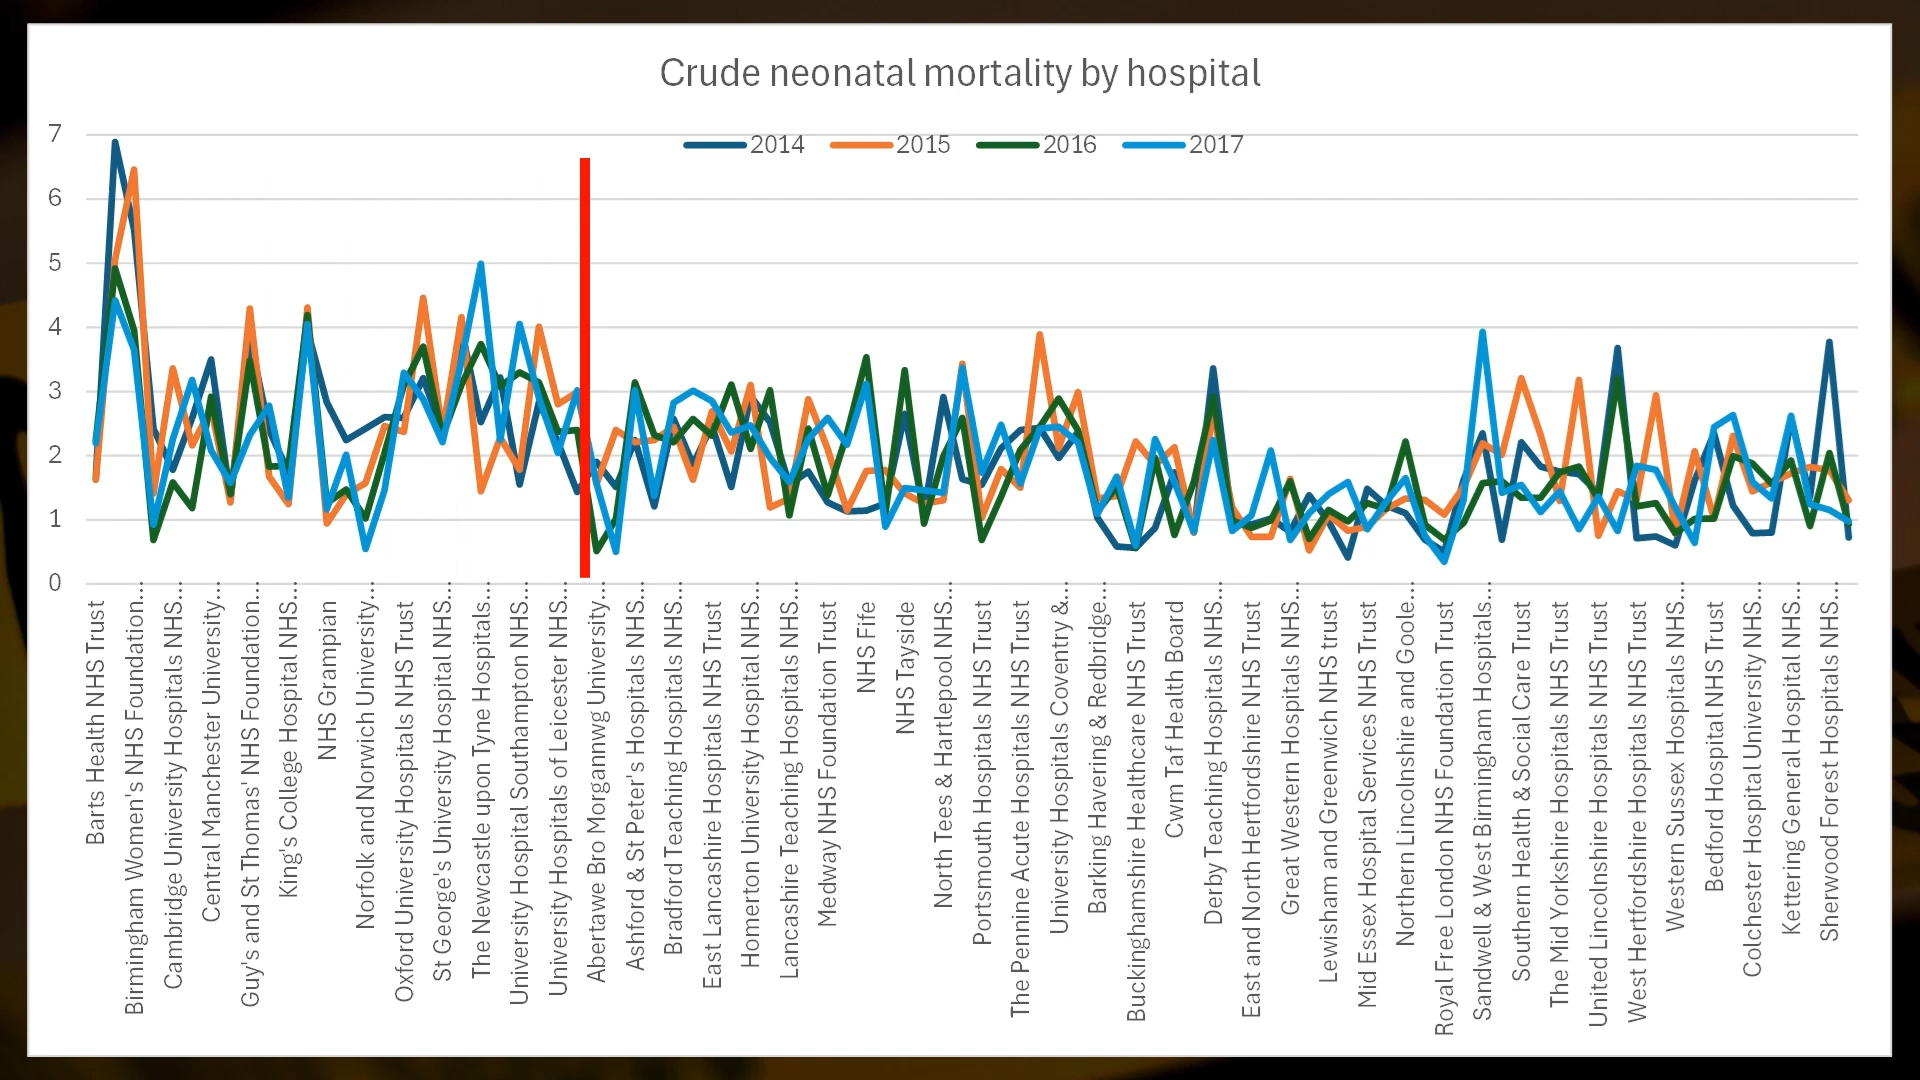 Crude neonatal mortality by hospital
2014
2015
2016
2017
7
6
5
4
3
2
1
0
Barts Health NHS Trust
Birmingham Women's NHS Foundation...
Cambridge University Hospitals NHS...
Central Manchester University...
Guy's and St Thomas' NHS Foundation...
King's College Hospital NHS...
NHS Grampian
Norfolk and Norwich University...
Oxford University Hospitals NHS Trust
St George's University Hospital NHS...
The Newcastle upon Tyne Hospitals...
University Hospital Southampton NHS...
University Hospitals of Leicester NHS...
Abertawe Bro Morgannwg University...
Ashford & St Peter's Hospitals NHS...
Bradford Teaching Hospitals NHS...
East Lancashire Hospitals NHS Trust
Homerton University Hospital NHS...
Lancashire Teaching Hospitals NHS...
Medway NHS Foundation Trust
NHS Fife
NHS Tayside
North Tees & Hartlepool NHS...
Portsmouth Hospitals NHS Trust
The Pennine Acute Hospitals NHS Trust
University Hospitals Coventry &...
Barking Havering & Redbridge...
Buckinghamshire Healthcare NHS Trust
Cwm Taf Health Board
Derby Teaching Hospitals NHS...
East and North Hertfordshire NHS Trust
Great Western Hospitals NHS...
Lewisham and Greenwich NHS trust
Mid Essex Hospital Services NHS Trust
Northern Lincolnshire and Goole...
Royal Free London NHS Foundation Trust
Sandwell & West Birmingham Hospitals...
Southern Health & Social Care Trust
The Mid Yorkshire Hospitals NHS Trust
United Lincolnshire Hospitals NHS Trust
West Hertfordshire Hospitals NHS Trust
Western Sussex Hospitals NHS...
Bedford Hospital NHS Trust
Colchester Hospital University NHS...
Kettering General Hospital NHS...
Sherwood Forest Hospitals NHS...